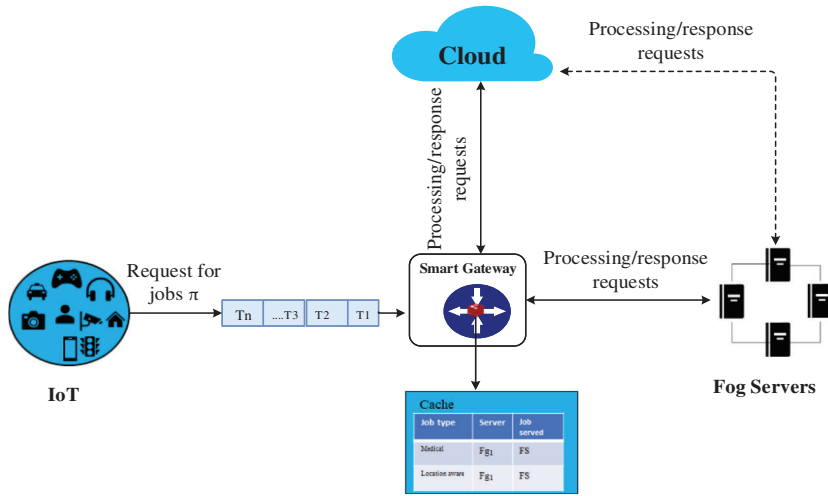 Processing/response
requests
Cloud
Processing/response
requests
Request for
jobs π
Tn ....T3 T2 T1
Smart Gateway
Processing/response
requests
IoT
Fog Servers
Cache
Job type Server Job served
Medical Fg1 FS
Location aware Fg1 FS